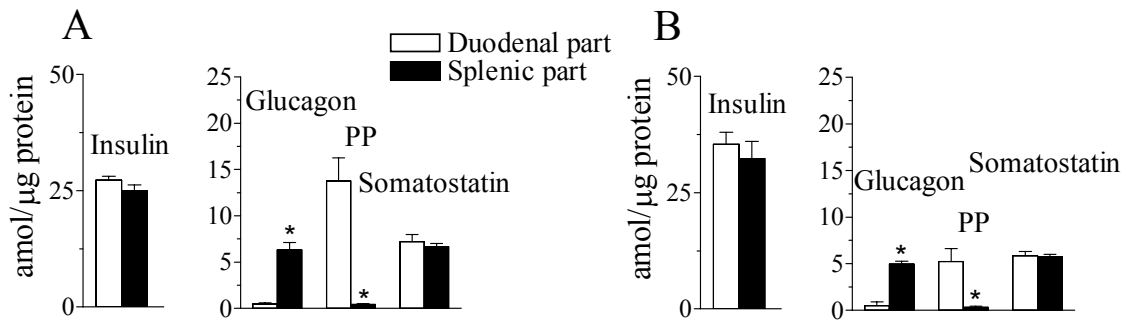 A
Duodenal part
Splenic part
B
amol/µg protein
50
25
0
Insulin
25
20
15
10
5
0
Glucagon
PP
Somatostatin
*
*
amol/µg protein
50
25
0
Insulin
25
20
15
10
5
0
Glucagon
Somatostatin
PP
*
*